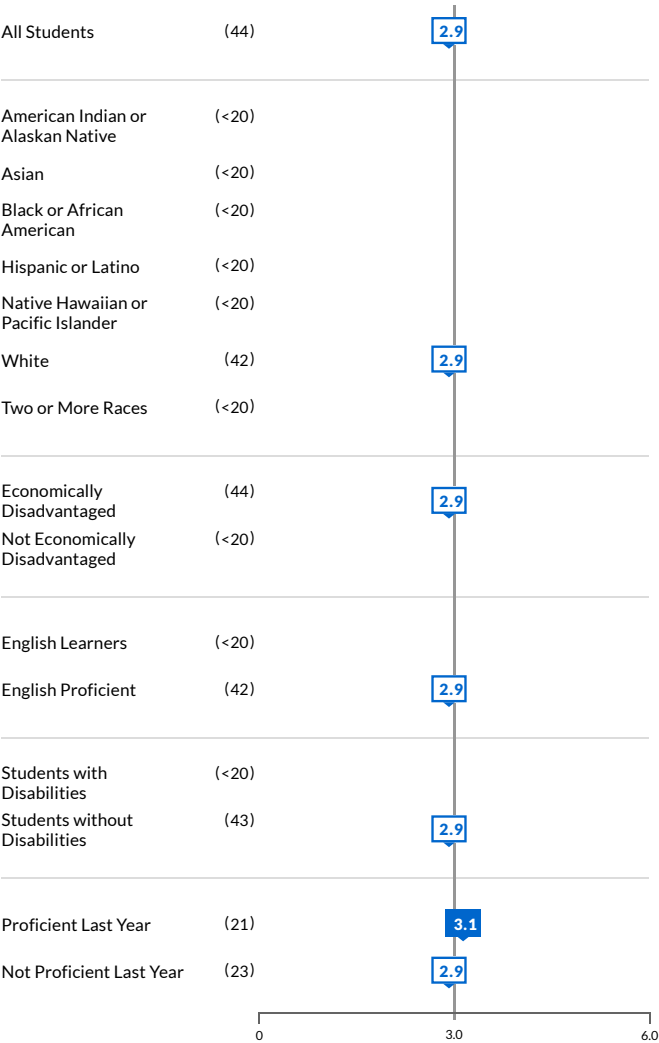 All Students (44) 2.9
American Indian or (<20)
Alaskan Native
Asian (<20)
Black or African (<20)
American
Hispanic or Latino (<20)
Native Hawaiian or (<20)
Pacific Islander
White (42) 2.9
Two or More Races (<20)
Economically (44) 2.9
Disadvantaged
Not Economically (<20)
Disadvantaged
English Learners (<20)
English Proficient (42) 2.9
Students with (<20)
Disabilities
Students without (43) 2.9
Disabilities
Proficient Last Year (21) 3.1
Not Proficient Last Year (23) 2.9
0 3.0 6.0